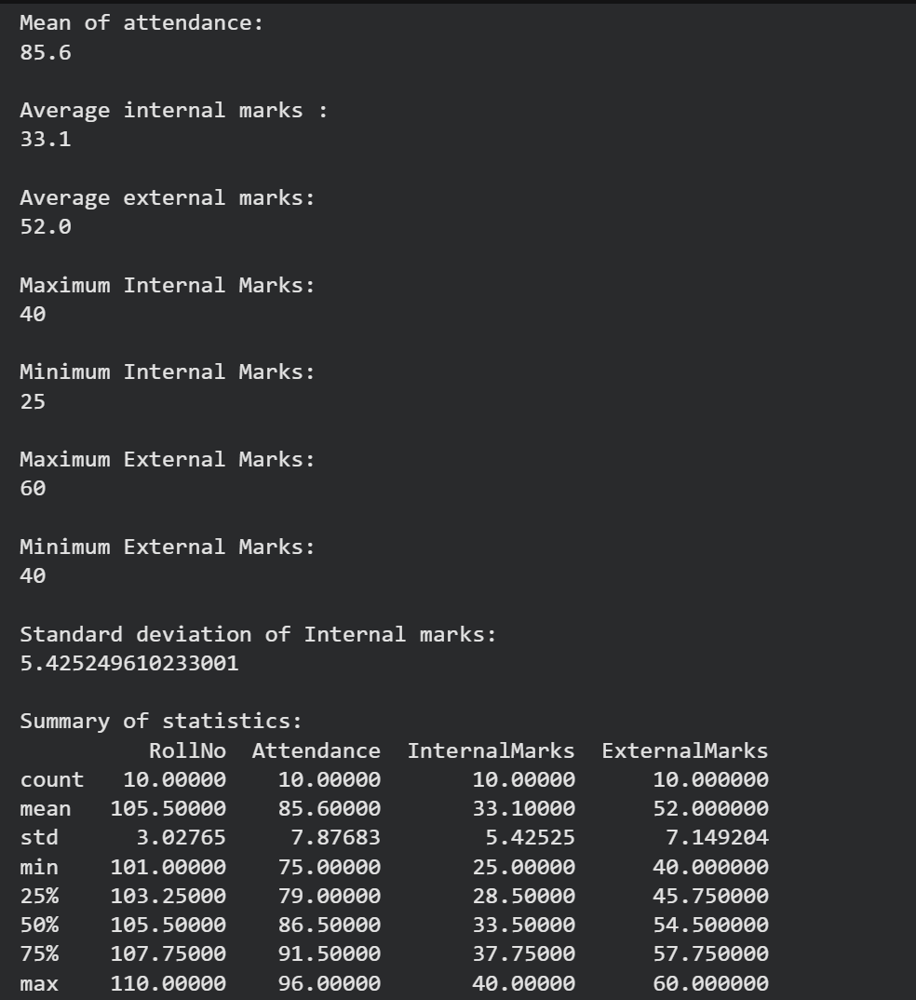 Mean of attendance:
85.6
Average internal marks :
33.1
Average external marks:
52.0
Maximum Internal Marks:
40
Minimum Internal Marks:
25
Maximum External Marks:
60
Minimum External Marks:
40
Standard deviation of Internal marks:
5.425249610233001
Summary of statistics:
RollNo Attendance InternalMarks ExternalMarks
count 10.00000 10.00000 10.00000 10.000000
mean 105.50000 85.60000 33.10000 52.000000
std 3.02765 7.87683 5.42525 7.149204
min 101.00000 75.00000 25.00000 40.000000
25% 103.25000 79.00000 28.50000 45.750000
50% 105.50000 86.50000 33.50000 54.500000
75% 107.75000 91.50000 37.75000 57.750000
max 110.00000 96.00000 40.00000 60.000000